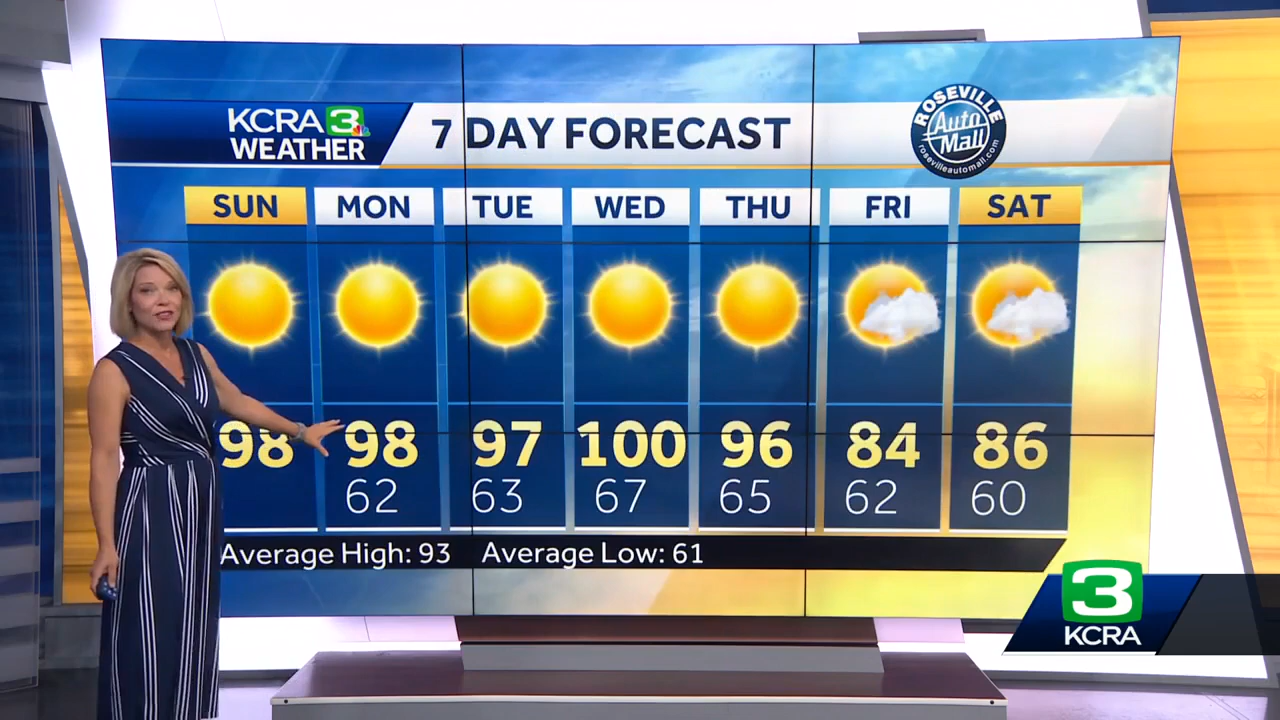 KCRA 3
WEATHER
7 DAY FORECAST
ROSEVILLE
Auto
Mall
rosevilleautomall.com
SUN MON TUE WED THU FRI SAT
98 98 97 100 96 84 86
62 63 67 65 62 60
Average High: 93 Average Low: 61
3
KCRA